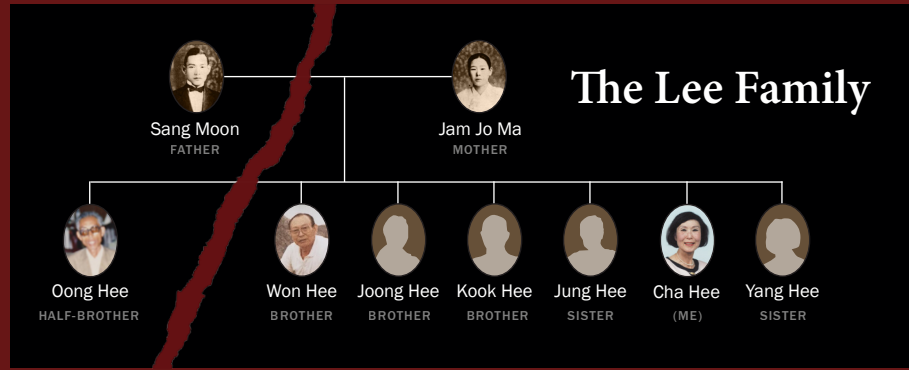 The Lee Family
Sang Moon
FATHER
Jam Jo Ma
MOTHER
Oong Hee
HALF-BROTHER
Won Hee
BROTHER
Joong Hee
BROTHER
Kook Hee
BROTHER
Jung Hee
SISTER
Cha Hee
(ME)
Yang Hee
SISTER